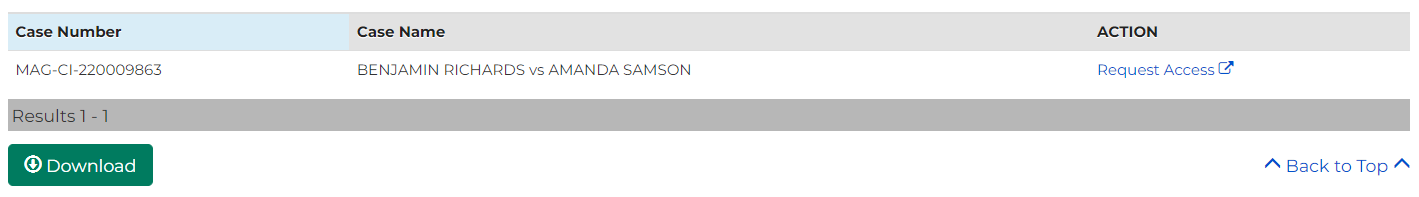 Case Number Case Name ACTION
MAG-CI-220009863 BENJAMIN RICHARDS vs AMANDA SAMSON Request Access
Results 1 - 1
Download Back to Top